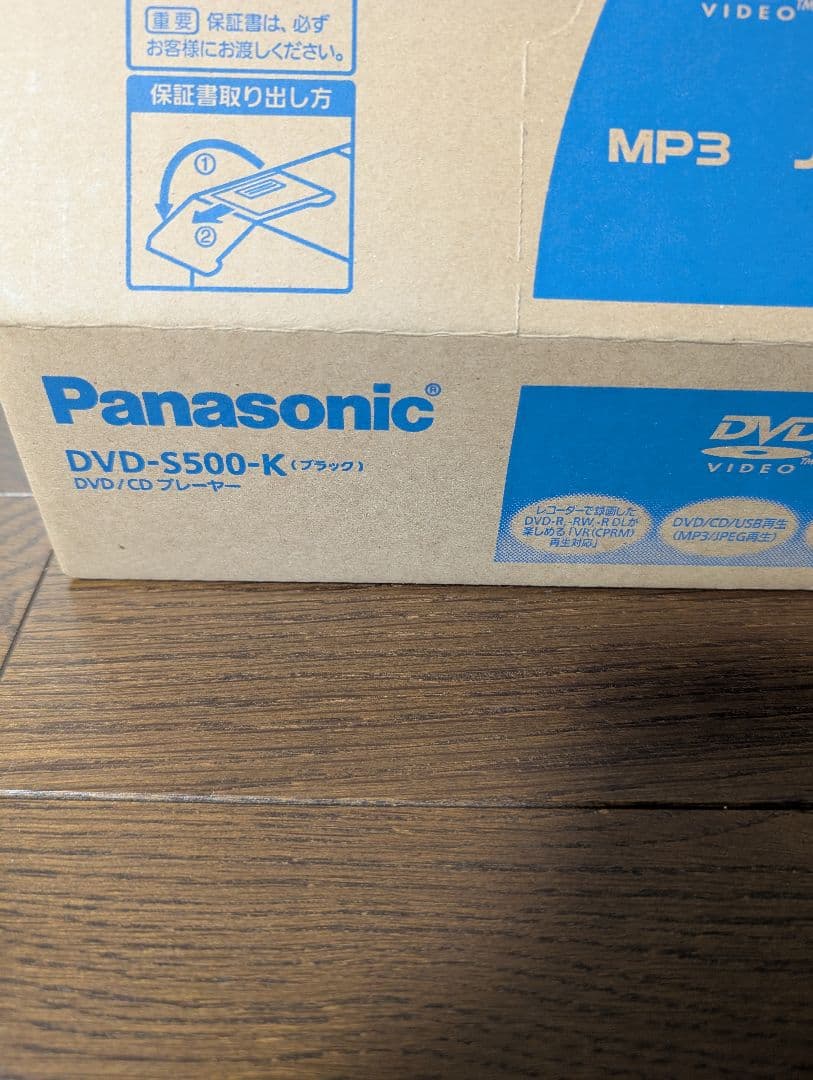 重要 保証書は、必ず
お客様にお渡しください。
保証書取り出し方
①
②
VIDEO™
MP3
Panasonic®
DVD-S500-K(ブラック)
DVD/CD プレーヤー
DVD
VIDEO™
レコーダーで録画した
DVD-R,-RW,-R DLが
楽しめる「VR(CPRM)
再生対応」
DVD/CD/USB再生
(MP3/JPEG再生)